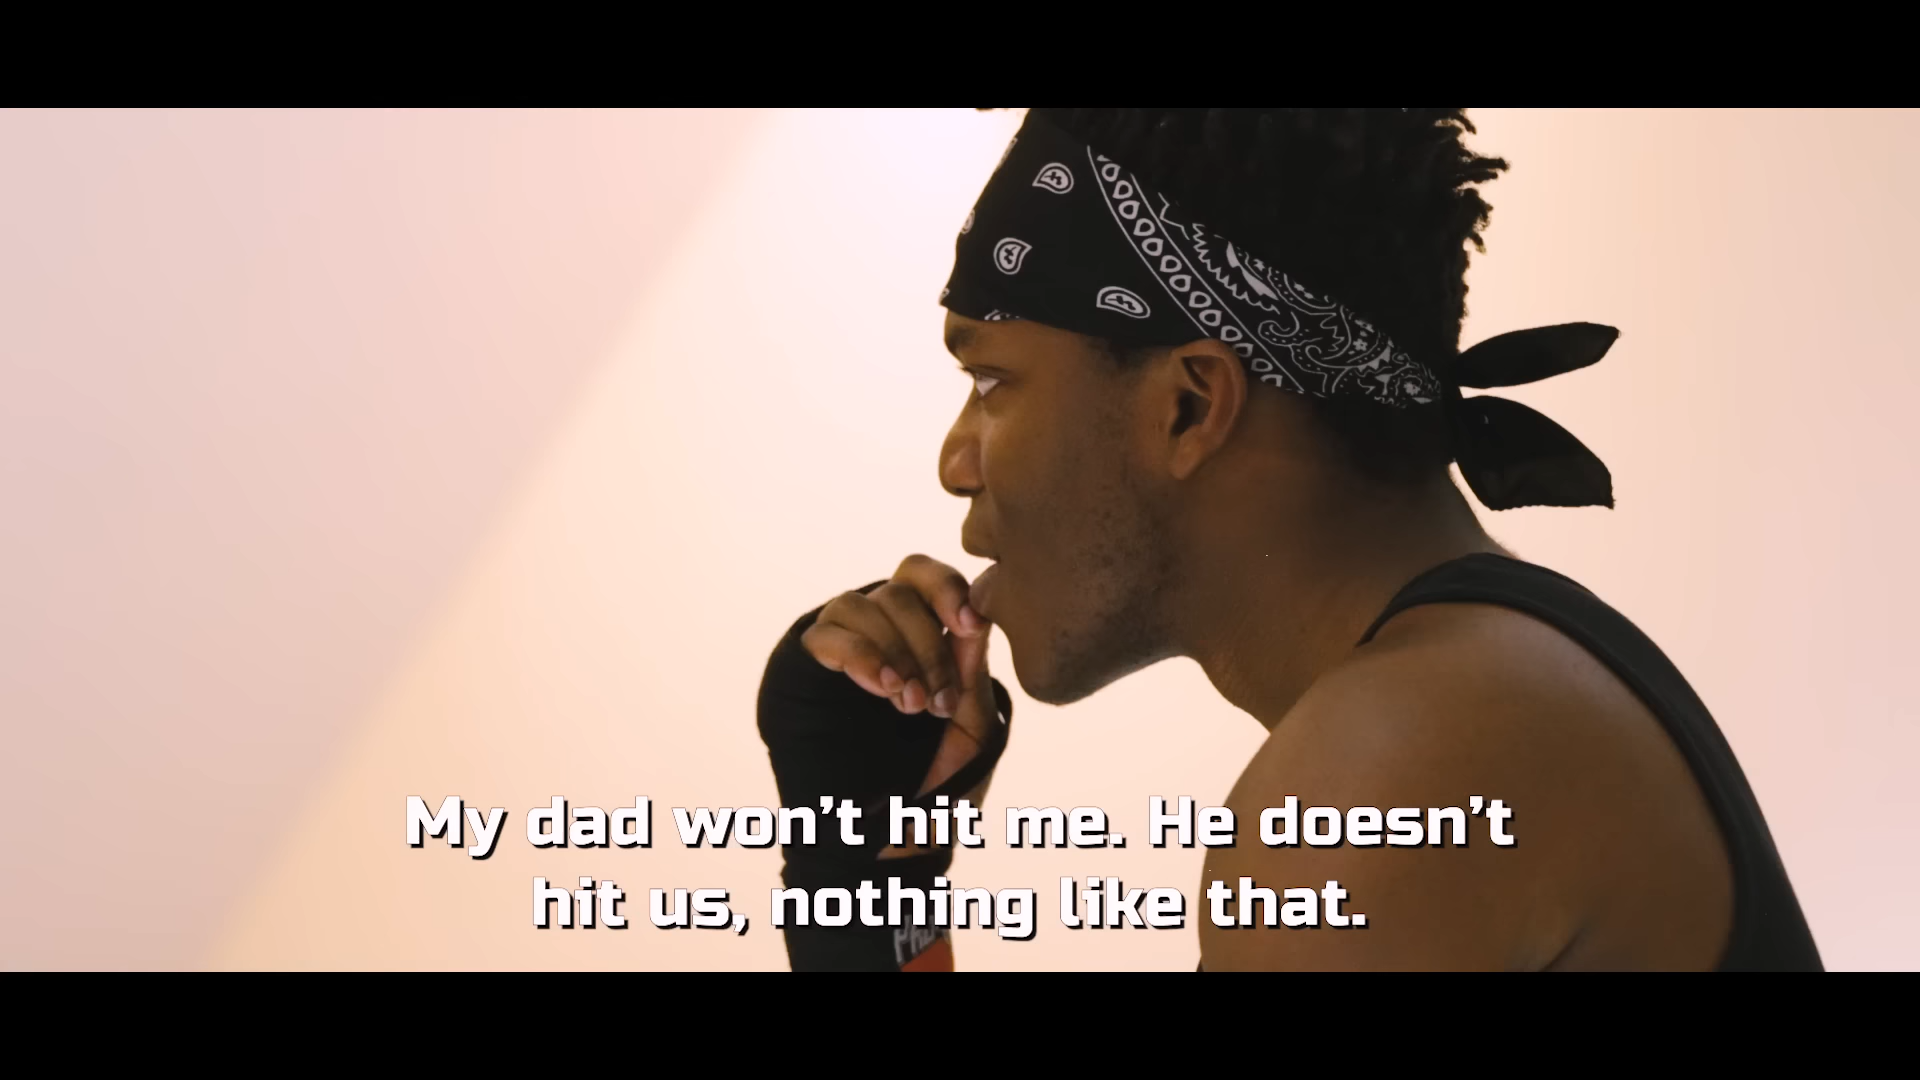 My dad won't hit me. He doesn't
hit us, nothing like that.